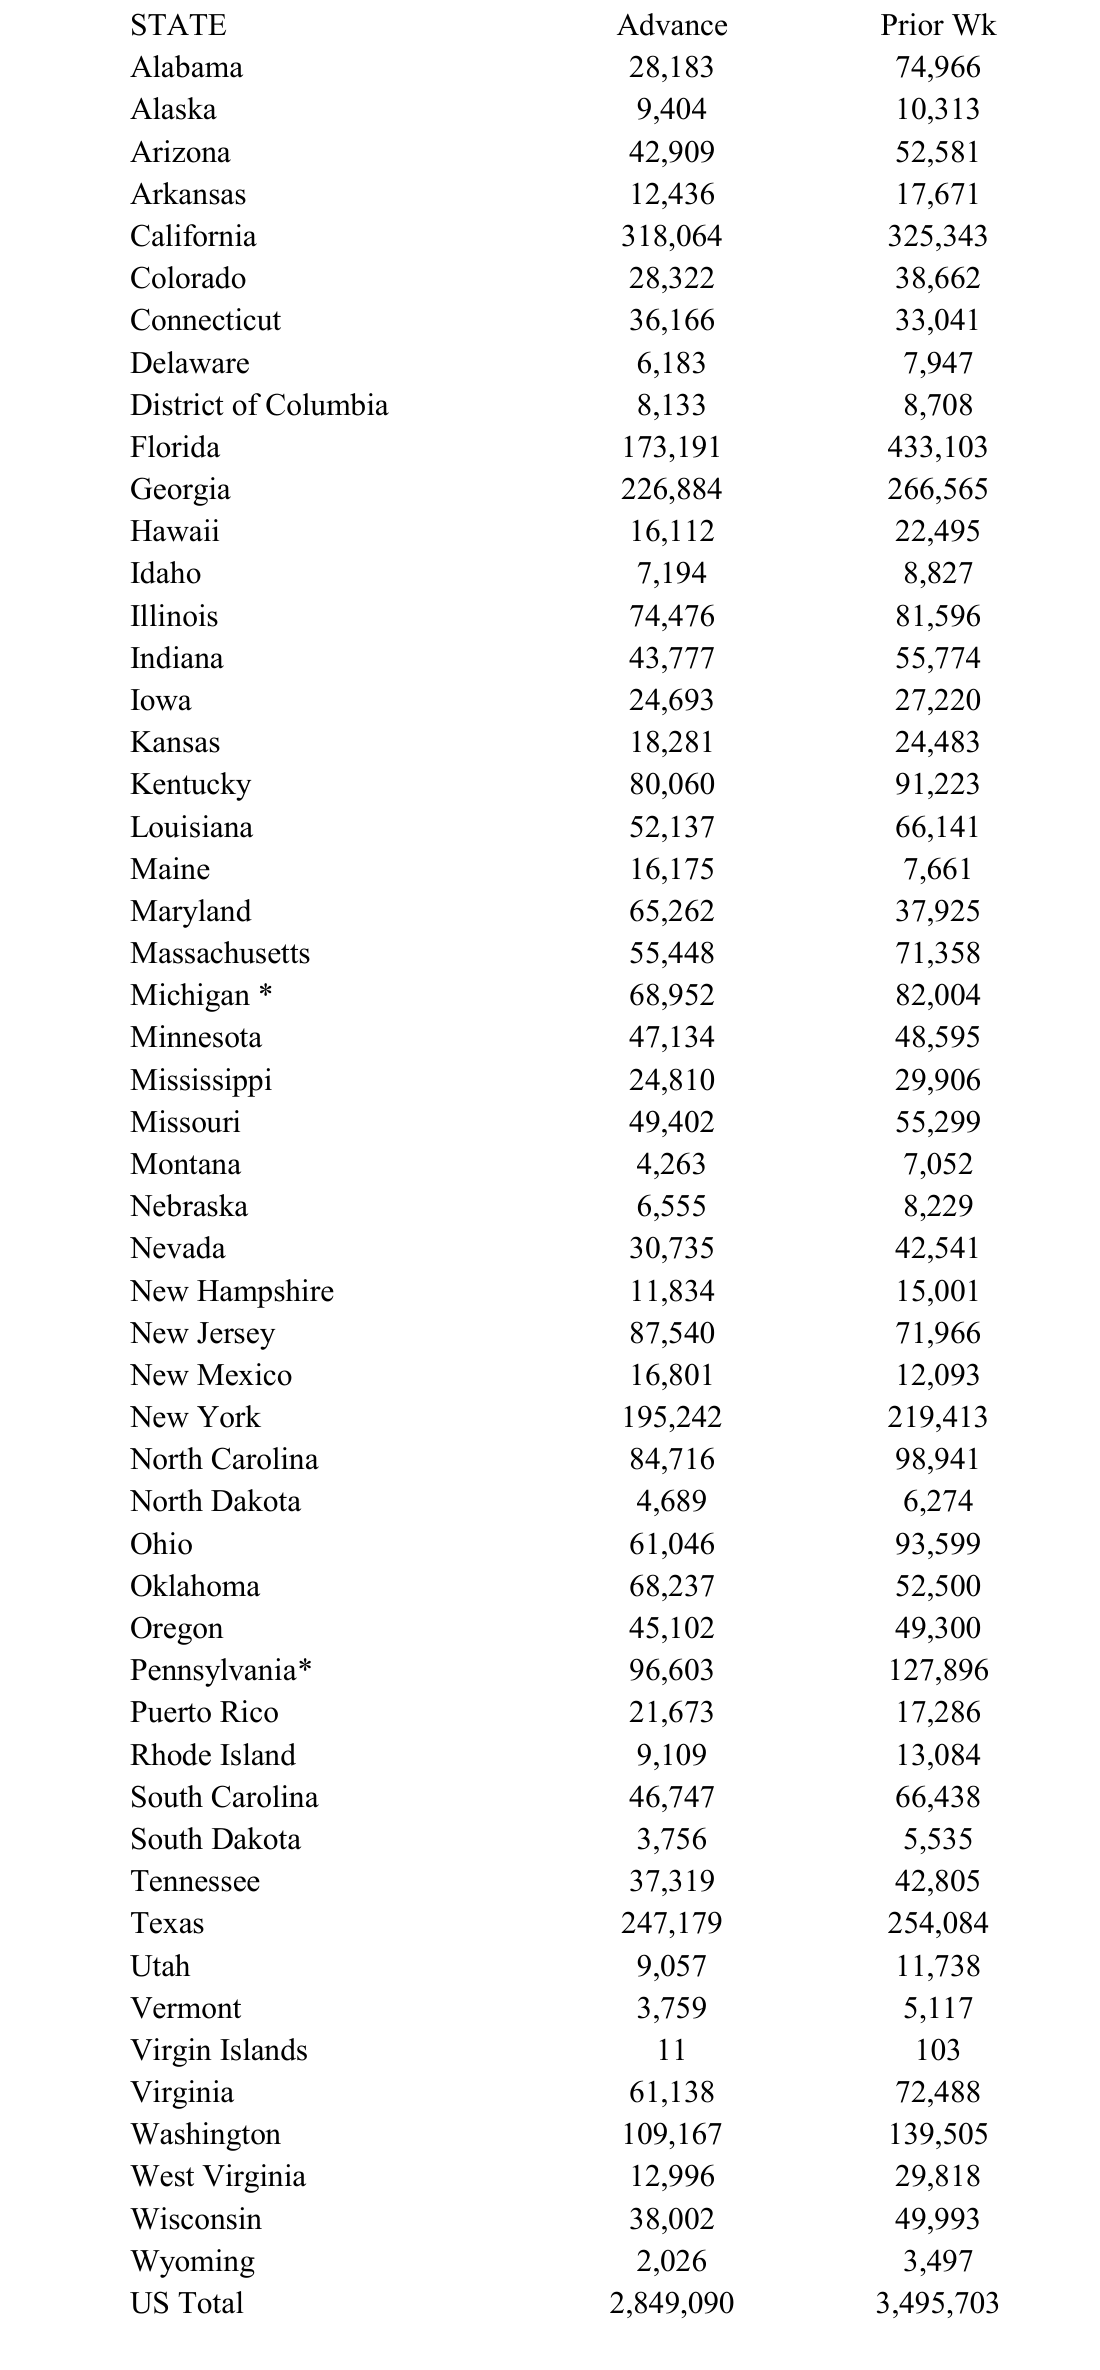 STATE Advance Prior Wk
Alabama 28,183 74,966
Alaska 9,404 10,313
Arizona 42,909 52,581
Arkansas 12,436 17,671
California 318,064 325,343
Colorado 28,322 38,662
Connecticut 36,166 33,041
Delaware 6,183 7,947
District of Columbia 8,133 8,708
Florida 173,191 433,103
Georgia 226,884 266,565
Hawaii 16,112 22,495
Idaho 7,194 8,827
Illinois 74,476 81,596
Indiana 43,777 55,774
Iowa 24,693 27,220
Kansas 18,281 24,483
Kentucky 80,060 91,223
Louisiana 52,137 66,141
Maine 16,175 7,661
Maryland 65,262 37,925
Massachusetts 55,448 71,358
Michigan * 68,952 82,004
Minnesota 47,134 48,595
Mississippi 24,810 29,906
Missouri 49,402 55,299
Montana 4,263 7,052
Nebraska 6,555 8,229
Nevada 30,735 42,541
New Hampshire 11,834 15,001
New Jersey 87,540 71,966
New Mexico 16,801 12,093
New York 195,242 219,413
North Carolina 84,716 98,941
North Dakota 4,689 6,274
Ohio 61,046 93,599
Oklahoma 68,237 52,500
Oregon 45,102 49,300
Pennsylvania* 96,603 127,896
Puerto Rico 21,673 17,286
Rhode Island 9,109 13,084
South Carolina 46,747 66,438
South Dakota 3,756 5,535
Tennessee 37,319 42,805
Texas 247,179 254,084
Utah 9,057 11,738
Vermont 3,759 5,117
Virgin Islands 11 103
Virginia 61,138 72,488
Washington 109,167 139,505
West Virginia 12,996 29,818
Wisconsin 38,002 49,993
Wyoming 2,026 3,497
US Total 2,849,090 3,495,703